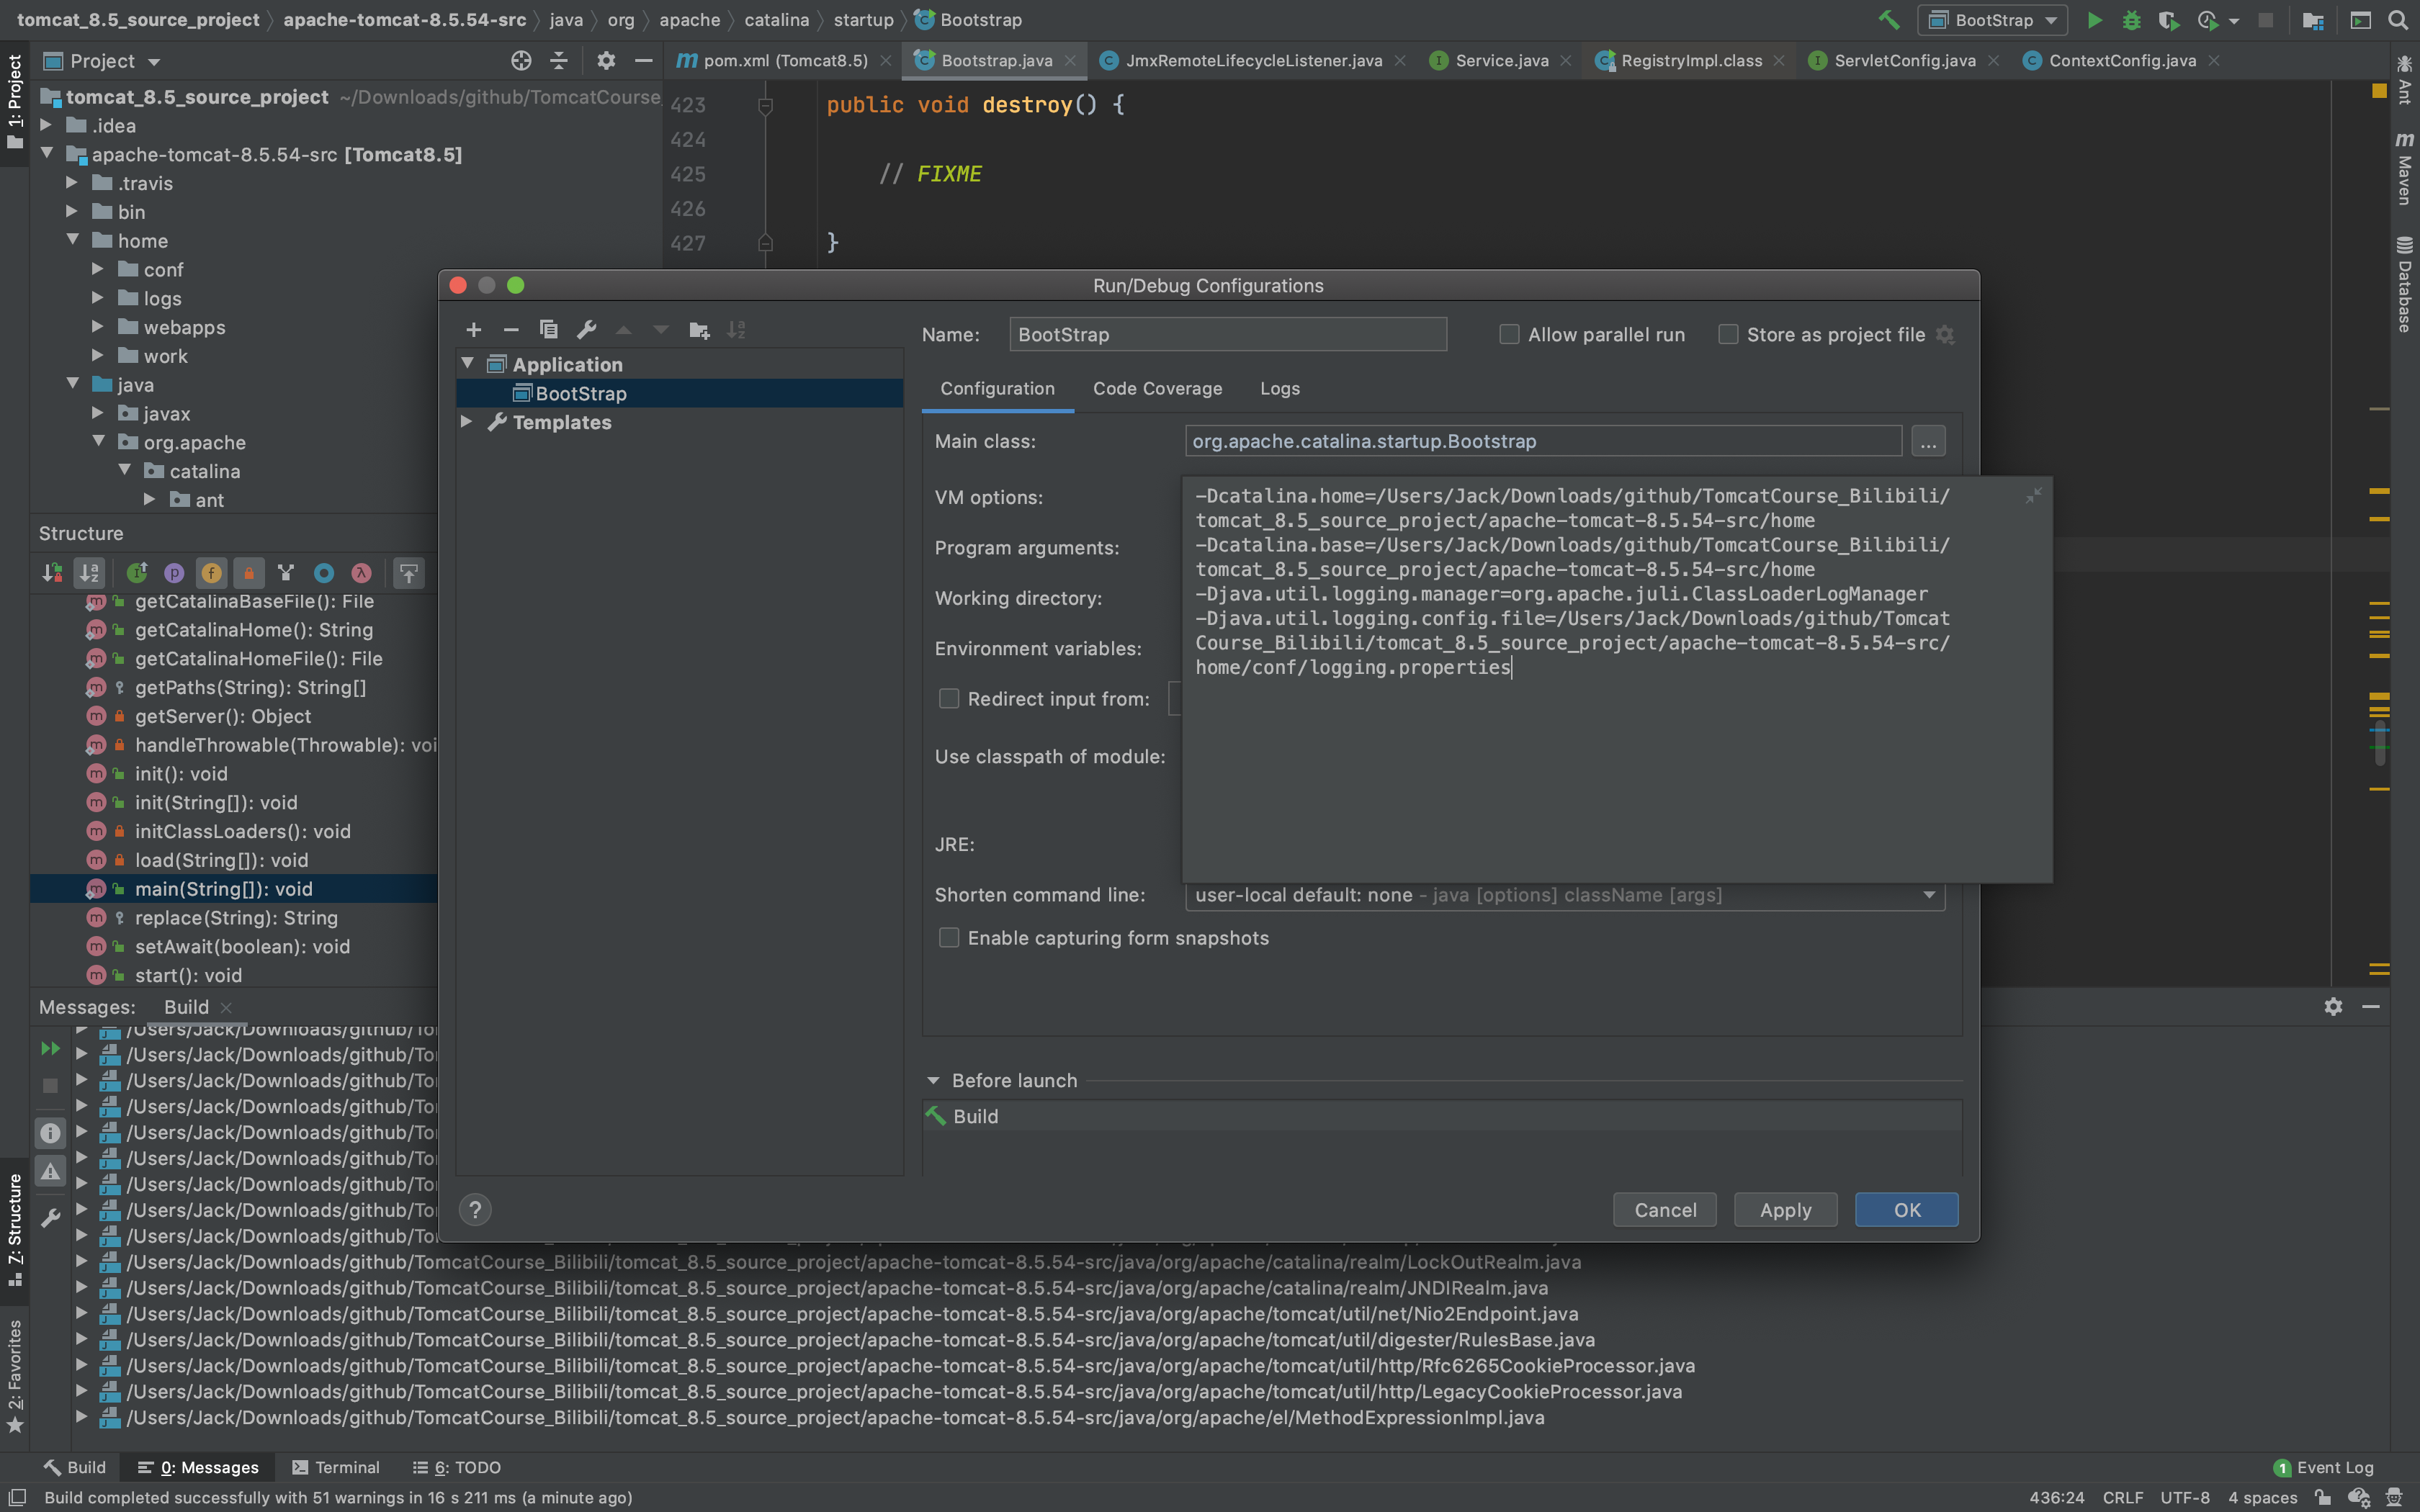 tomcat_8.5_source_project apache-tomcat-8.5.54-src java org apache catalina startup Bootstrap
BootStrap
Project
pom.xml (Tomcat8.5)
Bootstrap.java
JmxRemoteLifecycleListener.java
Service.java
RegistryImpl.class
ServletConfig.java
ContextConfig.java
1: Project
tomcat_8.5_source_project ~/Downloads/github/TomcatCourse_
.idea
apache-tomcat-8.5.54-src [Tomcat8.5]
.travis
bin
home
conf
logs
webapps
work
java
javax
org.apache
catalina
ant
423 public void destroy() {
424
425 // FIXME
426
427 }
Ant
Maven
Database
Structure
getCatalinaBaseFile(): File
getCatalinaHome(): String
getCatalinaHomeFile(): File
getPaths(String): String[]
getServer(): Object
handleThrowable(Throwable): voi
init(): void
init(String[]): void
initClassLoaders(): void
load(String[]): void
main(String[]): void
replace(String): String
setAwait(boolean): void
start(): void
Run/Debug Configurations
Application
BootStrap
Templates
Name: BootStrap
Allow parallel run
Store as project file
Configuration Code Coverage Logs
Main class: org.apache.catalina.startup.Bootstrap ...
VM options:
-Dcatalina.home=/Users/Jack/Downloads/github/TomcatCourse_Bilibili/
tomcat_8.5_source_project/apache-tomcat-8.5.54-src/home
-Dcatalina.base=/Users/Jack/Downloads/github/TomcatCourse_Bilibili/
tomcat_8.5_source_project/apache-tomcat-8.5.54-src/home
-Djava.util.logging.manager=org.apache.juli.ClassLoaderLogManager
-Djava.util.logging.config.file=/Users/Jack/Downloads/github/Tomcat
Course_Bilibili/tomcat_8.5_source_project/apache-tomcat-8.5.54-src/
home/conf/logging.properties
Program arguments:
Working directory:
Environment variables:
Redirect input from:
Use classpath of module:
JRE:
Shorten command line: user-local default: none - java [options] className [args]
Enable capturing form snapshots
Before launch
Build
?
Cancel
Apply
OK
Messages: Build
/Users/Jack/Downloads/github/Tor
/Users/Jack/Downloads/github/Tor
/Users/Jack/Downloads/github/Tor
/Users/Jack/Downloads/github/Tor
/Users/Jack/Downloads/github/Tor
/Users/Jack/Downloads/github/Tor
/Users/Jack/Downloads/github/Tor
/Users/Jack/Downloads/github/Tor
/Users/Jack/Downloads/github/TomcatCourse_Bilibili/tomcat_8.5_source_project/apache-tomcat-8.5.54-src/java/org/apache/catalina/realm/LockOutRealm.java
/Users/Jack/Downloads/github/TomcatCourse_Bilibili/tomcat_8.5_source_project/apache-tomcat-8.5.54-src/java/org/apache/catalina/realm/JNDIRealm.java
/Users/Jack/Downloads/github/TomcatCourse_Bilibili/tomcat_8.5_source_project/apache-tomcat-8.5.54-src/java/org/apache/tomcat/util/net/Nio2Endpoint.java
/Users/Jack/Downloads/github/TomcatCourse_Bilibili/tomcat_8.5_source_project/apache-tomcat-8.5.54-src/java/org/apache/tomcat/util/digester/RulesBase.java
/Users/Jack/Downloads/github/TomcatCourse_Bilibili/tomcat_8.5_source_project/apache-tomcat-8.5.54-src/java/org/apache/tomcat/util/http/Rfc6265CookieProcessor.java
/Users/Jack/Downloads/github/TomcatCourse_Bilibili/tomcat_8.5_source_project/apache-tomcat-8.5.54-src/java/org/apache/tomcat/util/http/LegacyCookieProcessor.java
/Users/Jack/Downloads/github/TomcatCourse_Bilibili/tomcat_8.5_source_project/apache-tomcat-8.5.54-src/java/org/apache/el/MethodExpressionImpl.java
Z: Structure
2: Favorites
Build
0: Messages
Terminal
6: TODO
1 Event Log
Build completed successfully with 51 warnings in 16 s 211 ms (a minute ago)
436:24 CRLF UTF-8 4 spaces